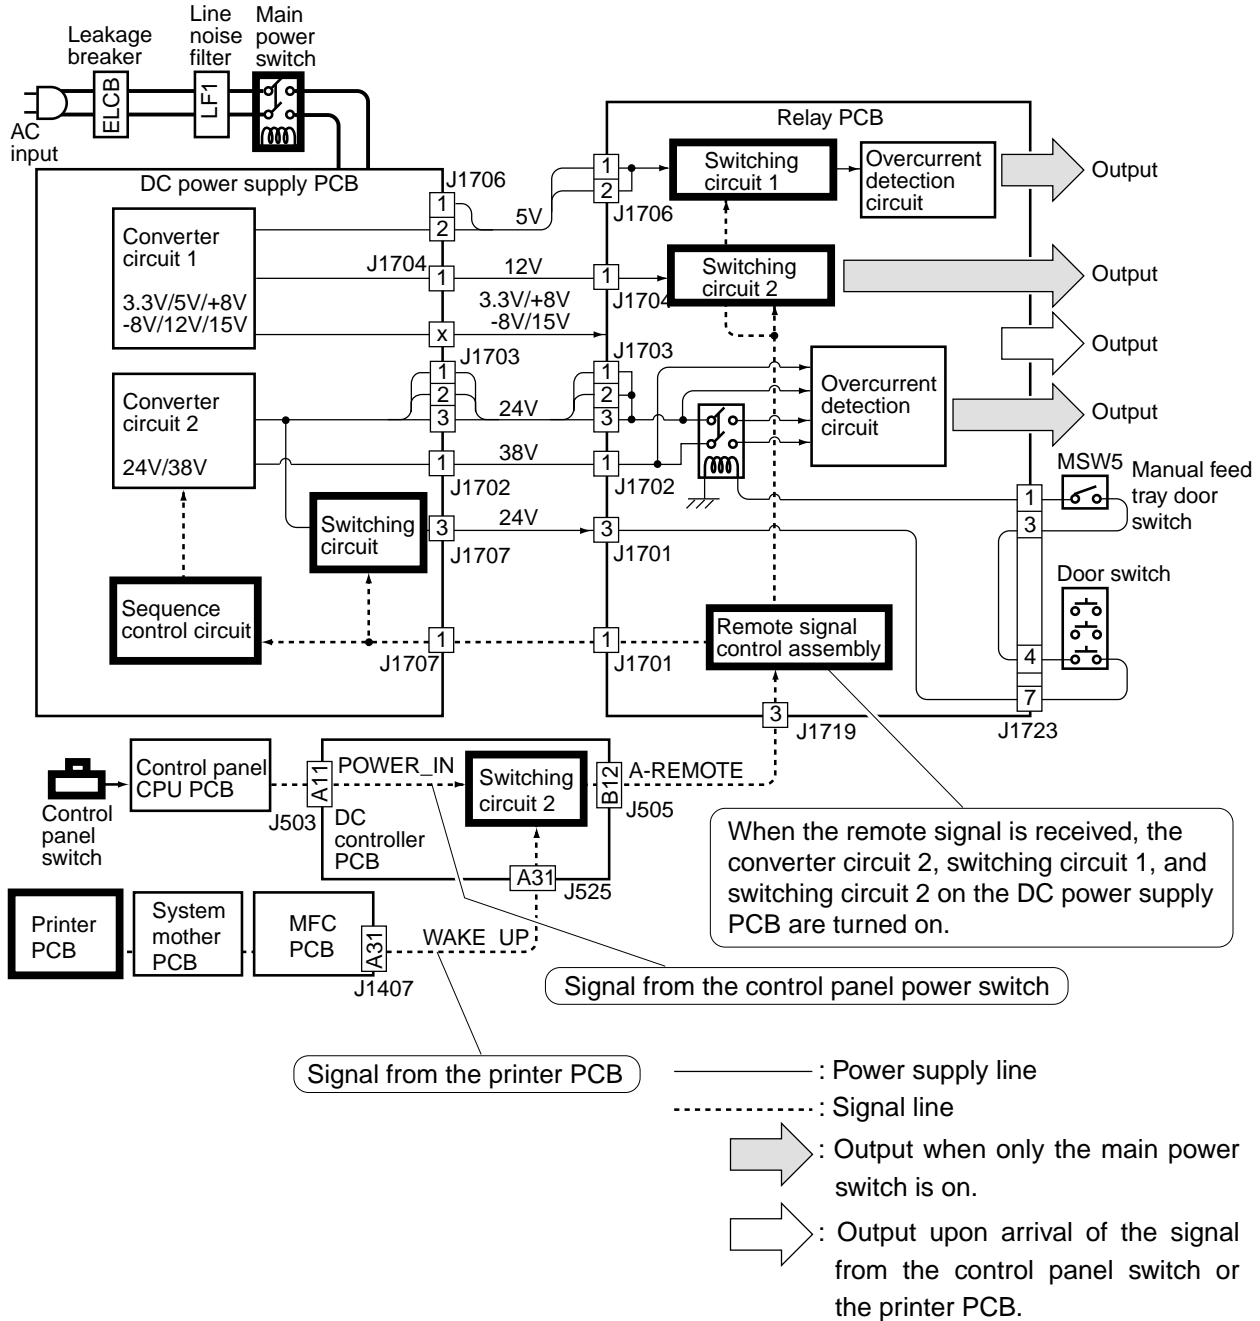 Leakage
breaker
Line
noise
filter
Main
power
switch
ELCB
LF1
AC
input
DC power supply PCB
Relay PCB
Converter
circuit 1
3.3V/5V/+8V
-8V/12V/15V
J1706
1
2
5V
1
2
J1706
Switching
circuit 1
Overcurrent
detection
circuit
Output
J1704
1
12V
1
J1704
Switching
circuit 2
Output
x
3.3V/+8V
-8V/15V
Output
Converter
circuit 2
24V/38V
J1703
1
2
3
24V
J1703
1
2
3
Overcurrent
detection
circuit
Output
1
J1702
38V
1
J1702
MSW5
Manual feed
tray door
switch
1
3
Switching
circuit
3
J1707
24V
3
J1701
Door switch
Sequence
control circuit
1
J1707
1
J1701
Remote signal
control assembly
4
7
J1723
3
J1719
Control
panel
switch
Control panel
CPU PCB
J503
A11
POWER_IN
DC
controller
PCB
Switching
circuit 2
B12
J505
A-REMOTE
A31
J525
Printer
PCB
System
mother
PCB
MFC
PCB
A31
J1407
WAKE_UP
When the remote signal is received, the
converter circuit 2, switching circuit 1, and
switching circuit 2 on the DC power supply
PCB are turned on.
Signal from the control panel power switch
Signal from the printer PCB
: Power supply line
: Signal line
: Output when only the main power
switch is on.
: Output upon arrival of the signal
from the control panel switch or
the printer PCB.